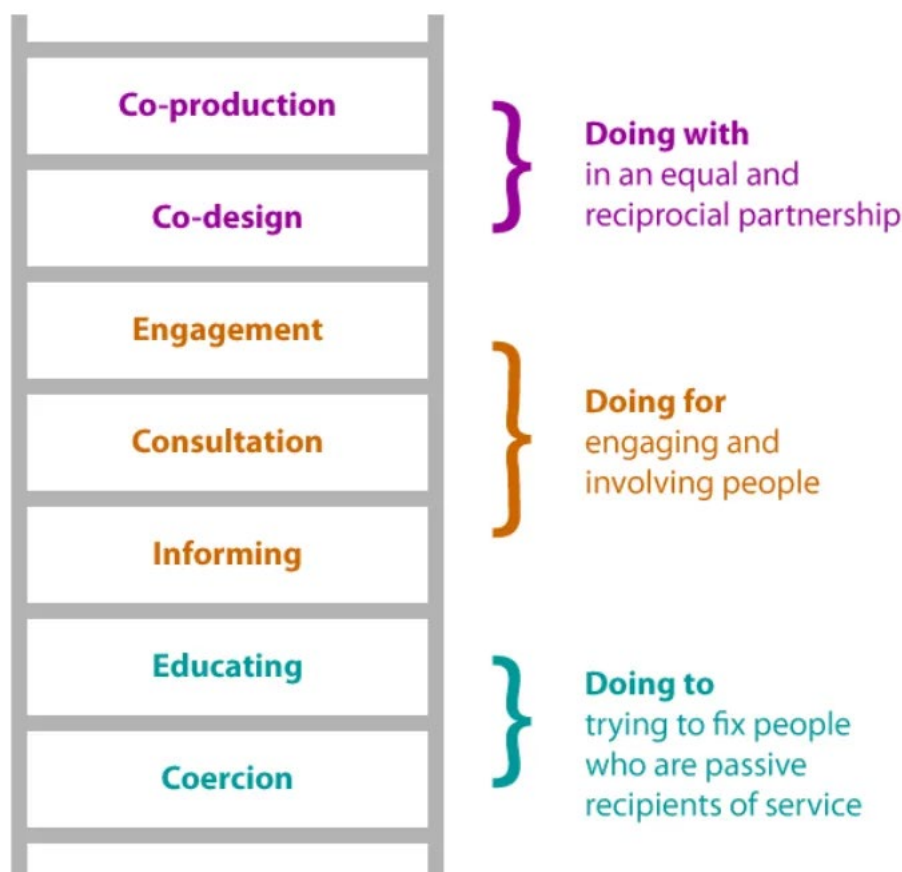 Co-production
Co-design
Doing with
in an equal and
reciprocial partnership
Engagement
Consultation
Informing
Doing for
engaging and
involving people
Educating
Coercion
Doing to
trying to fix people
who are passive
recipients of service